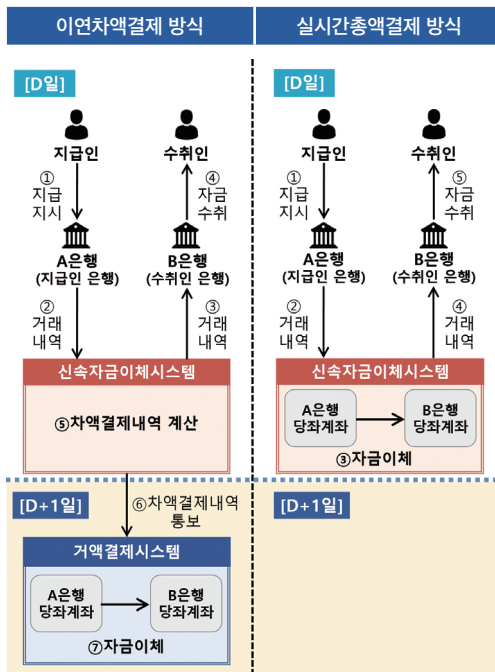 이연차액결제 방식
[D일]
지급인
수취인
①
지급
지시
④
자금
수취
A은행
(지급인 은행)
B은행
(수취인 은행)
②
거래
내역
③
거래
내역
신속자금이체시스템
⑤차액결제내역 계산
[D+1일]
⑥차액결제내역
통보
거액결제시스템
A은행
당좌계좌
B은행
당좌계좌
⑦자금이체
실시간총액결제 방식
[D일]
지급인
수취인
①
지급
지시
⑤
자금
수취
A은행
(지급인 은행)
B은행
(수취인 은행)
②
거래
내역
④
거래
내역
신속자금이체시스템
A은행
당좌계좌
B은행
당좌계좌
③자금이체
[D+1일]